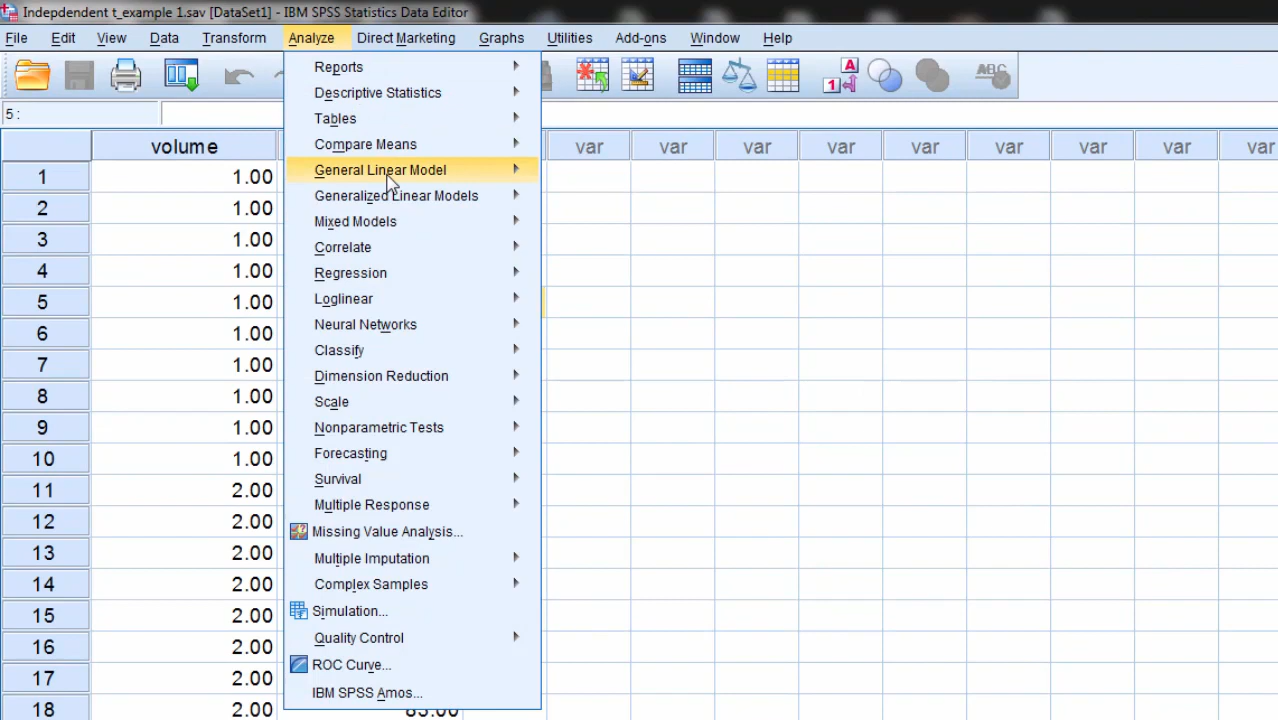 Indepdendent t_example 1.sav [DataSet1] - IBM SPSS Statistics Data Editor
File Edit View Data Transform Analyze Direct Marketing Graphs Utilities Add-ons Window Help
A
1
ABC
5 :
volume var var var var var var var var var
Reports
Descriptive Statistics
Tables
Compare Means
General Linear Model
Generalized Linear Models
Mixed Models
Correlate
Regression
Loglinear
Neural Networks
Classify
Dimension Reduction
Scale
Nonparametric Tests
Forecasting
Survival
Multiple Response
Missing Value Analysis...
Multiple Imputation
Complex Samples
Simulation...
Quality Control
ROC Curve...
IBM SPSS Amos...
1 1.00
2 1.00
3 1.00
4 1.00
5 1.00
6 1.00
7 1.00
8 1.00
9 1.00
10 1.00
11 2.00
12 2.00
13 2.00
14 2.00
15 2.00
16 2.00
17 2.00
18 2.00